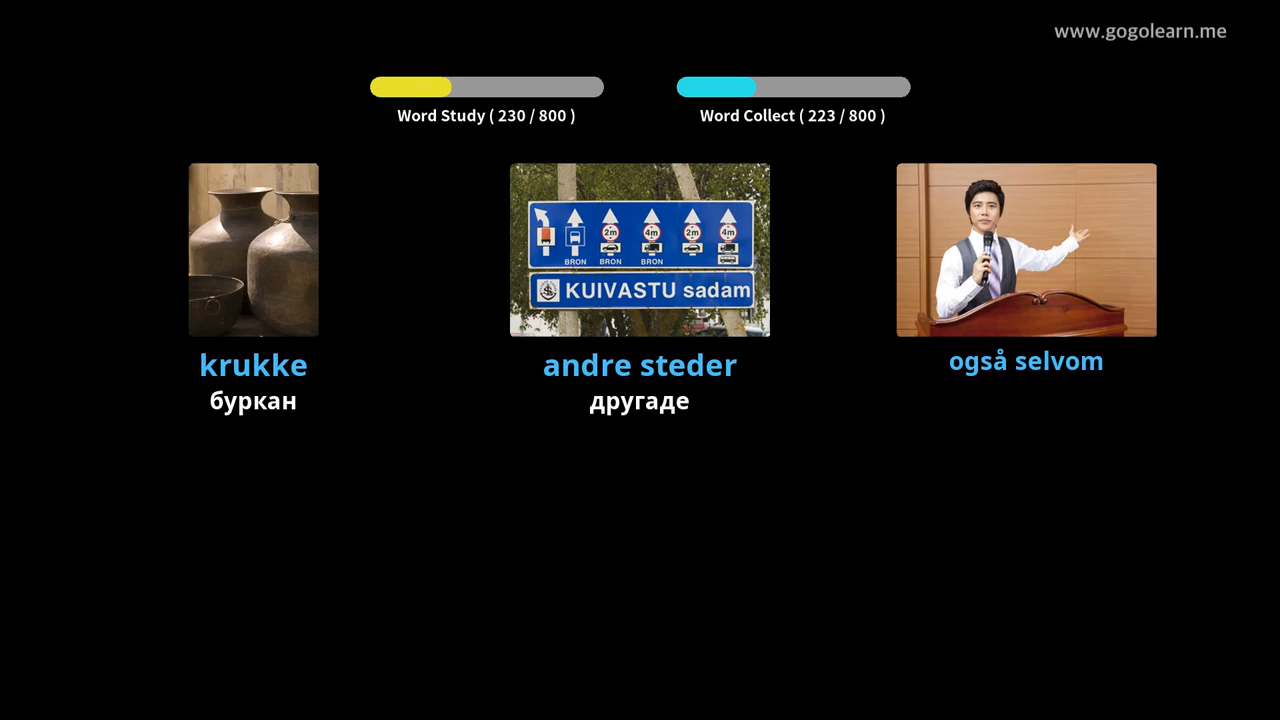 www.gogolearn.me
Word Study ( 230 / 800 )
Word Collect ( 223 / 800 )
2m
4m
2m
4m
BRON
BRON
BRON
KUIVASTU sadam
krukke
andre steder
også selvom
буркан
другаде